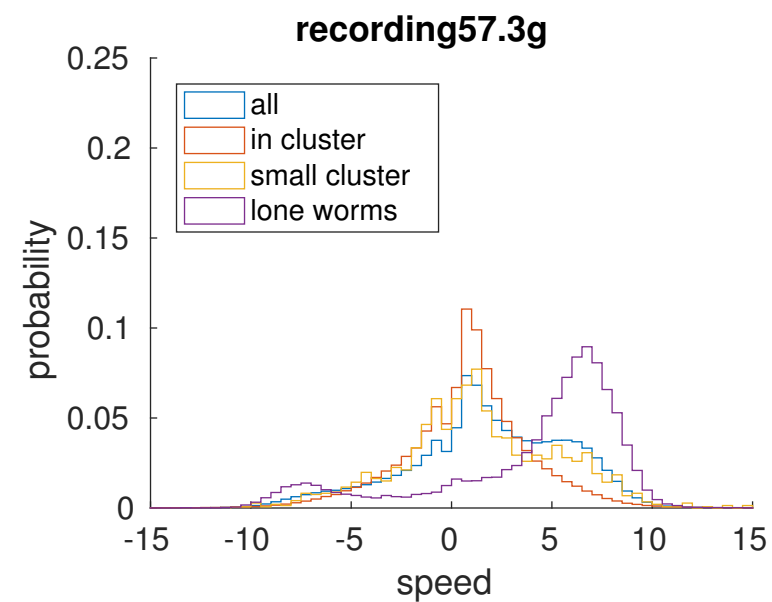 recording57.3g
0.25
0.2
0.15
0.1
0.05
0
probability
all
in cluster
small cluster
lone worms
-15 -10 -5 0 5 10 15
speed